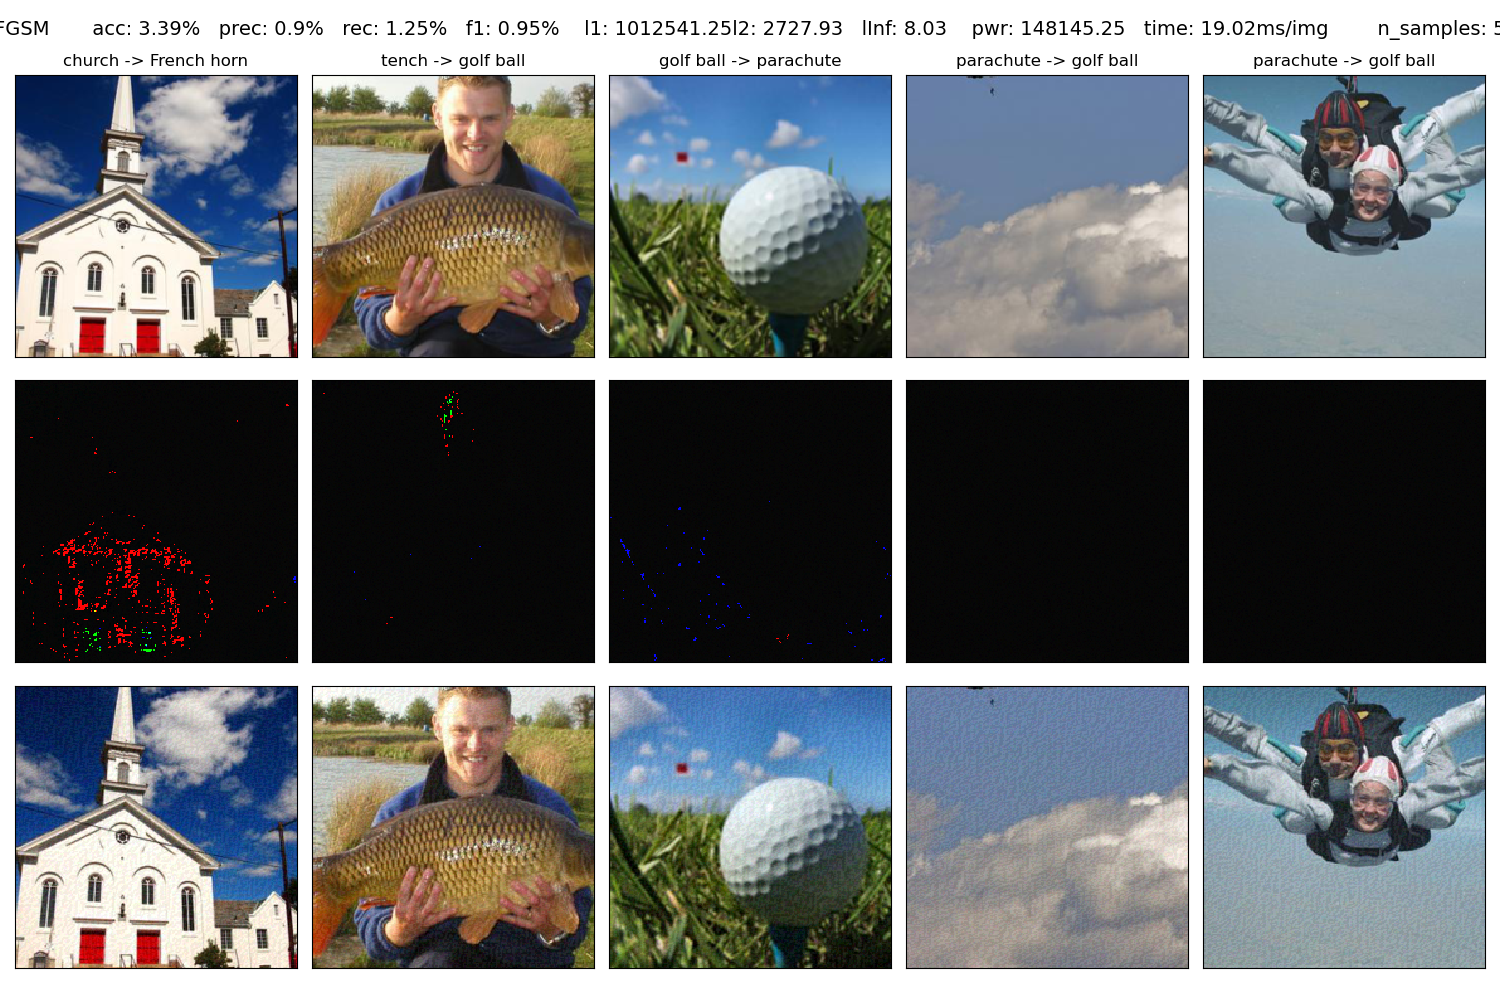 FGSM acc: 3.39% prec: 0.9% rec: 1.25% f1: 0.95% l1: 1012541.25l2: 2727.93 lInf: 8.03 pwr: 148145.25 time: 19.02ms/img n_samples: 5
church -> French horn
tench -> golf ball
golf ball -> parachute
parachute -> golf ball
parachute -> golf ball